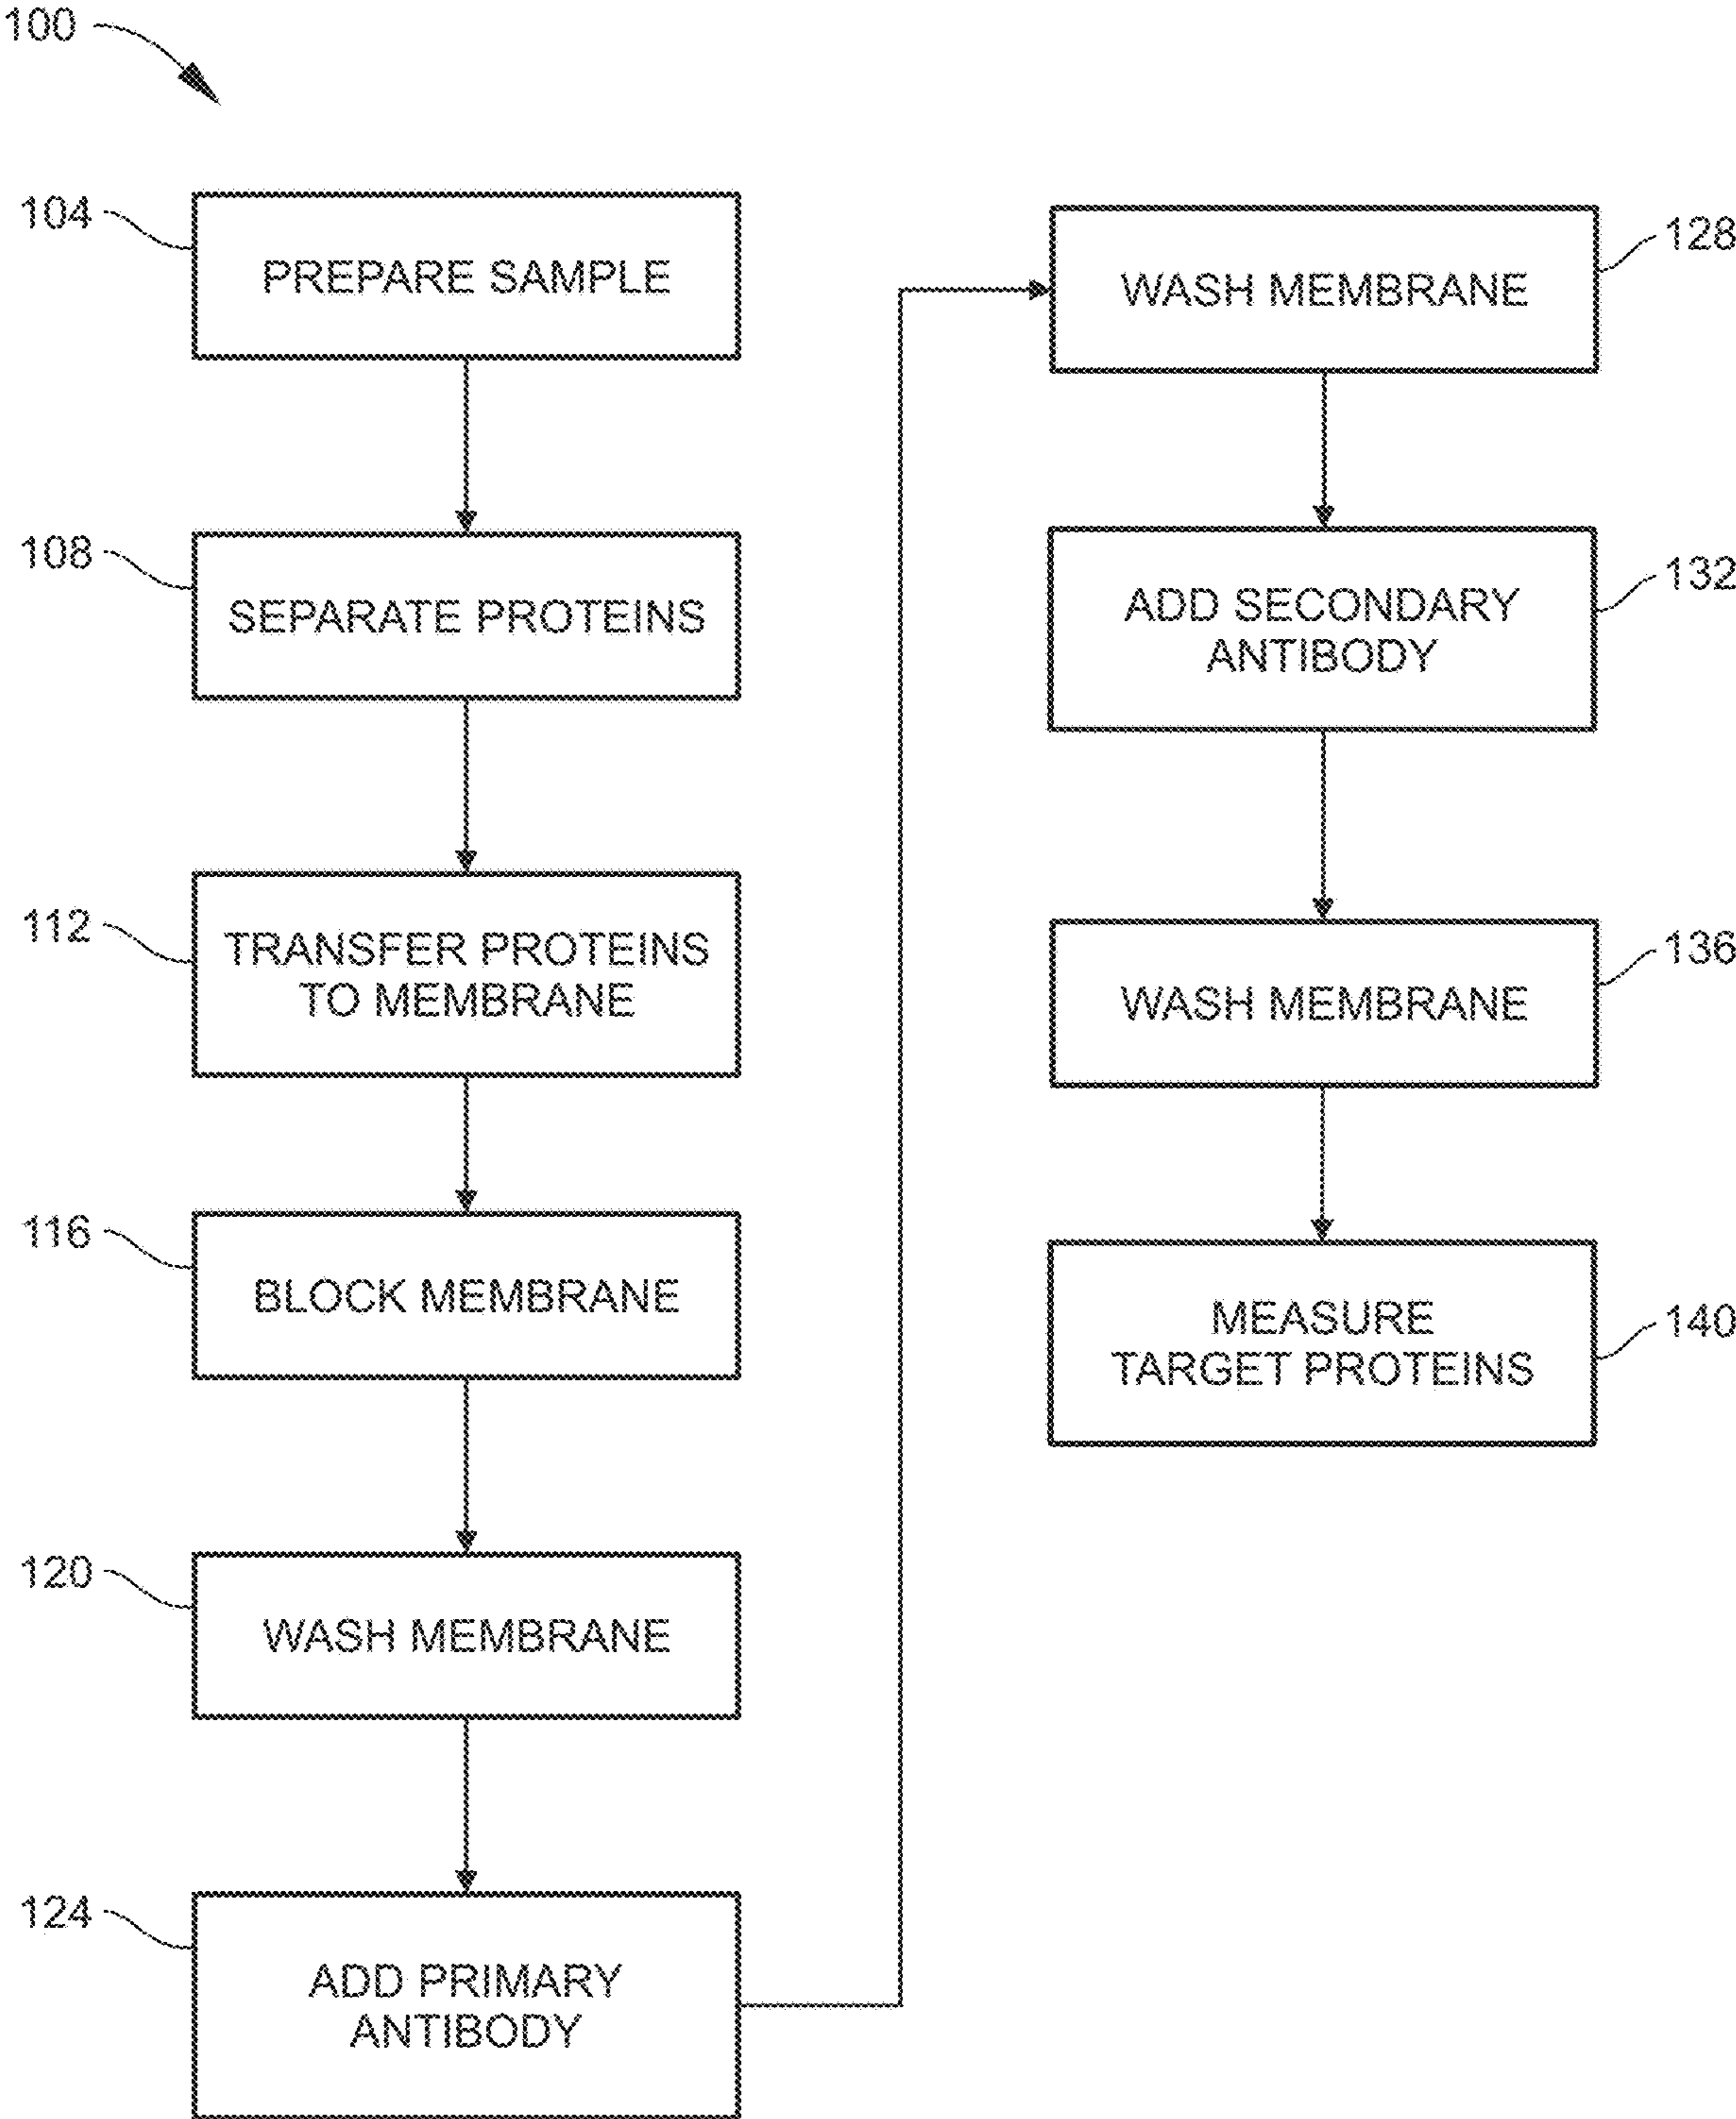 100
104
PREPARE SAMPLE
108
SEPARATE PROTEINS
112
TRANSFER PROTEINS
TO MEMBRANE
116
BLOCK MEMBRANE
120
WASH MEMBRANE
124
ADD PRIMARY
ANTIBODY
128
WASH MEMBRANE
132
ADD SECONDARY
ANTIBODY
136
WASH MEMBRANE
140
MEASURE
TARGET PROTEINS